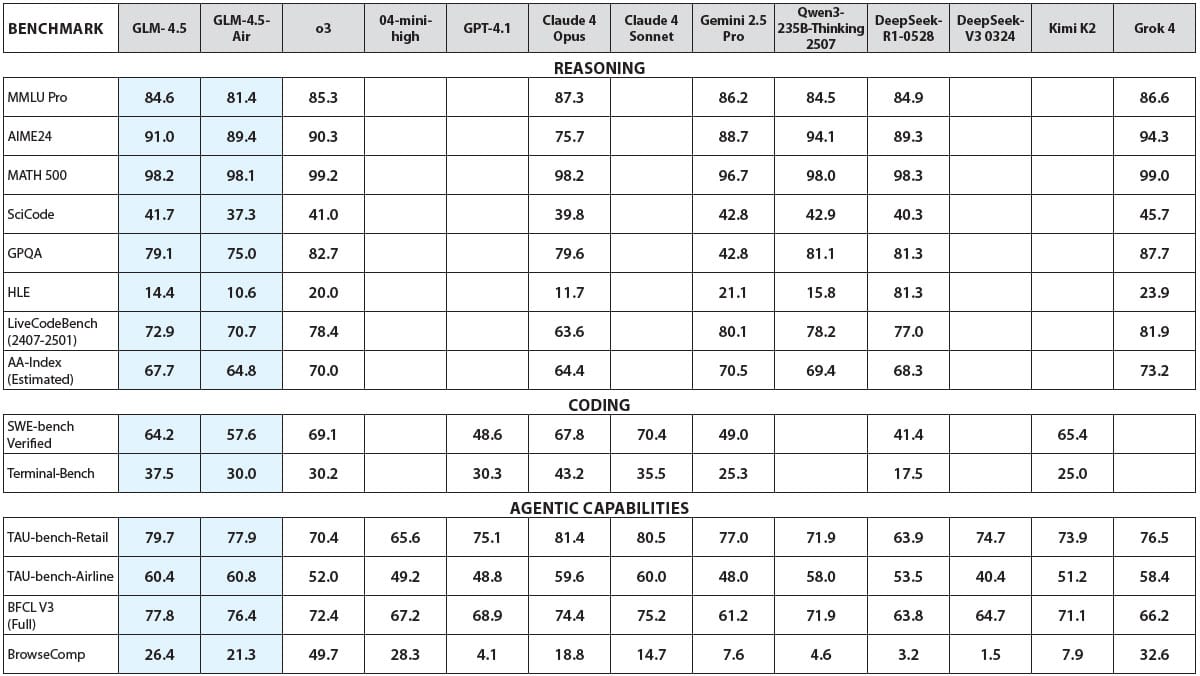 BENCHMARK GLM- 4.5 GLM-4.5-Air o3 04-mini-high GPT-4.1 Claude 4 Opus Claude 4 Sonnet Gemini 2.5 Pro Qwen3-235B-Thinking 2507 DeepSeek-R1-0528 DeepSeek-V3 0324 Kimi K2 Grok 4
REASONING
MMLU Pro 84.6 81.4 85.3 87.3 86.2 84.5 84.9 86.6
AIME24 91.0 89.4 90.3 75.7 88.7 94.1 89.3 94.3
MATH 500 98.2 98.1 99.2 98.2 96.7 98.0 98.3 99.0
SciCode 41.7 37.3 41.0 39.8 42.8 42.9 40.3 45.7
GPQA 79.1 75.0 82.7 79.6 42.8 81.1 81.3 87.7
HLE 14.4 10.6 20.0 11.7 21.1 15.8 81.3 23.9
LiveCodeBench (2407-2501) 72.9 70.7 78.4 63.6 80.1 78.2 77.0 81.9
AA-Index (Estimated) 67.7 64.8 70.0 64.4 70.5 69.4 68.3 73.2
CODING
SWE-bench Verified 64.2 57.6 69.1 48.6 67.8 70.4 49.0 41.4 65.4
Terminal-Bench 37.5 30.0 30.2 30.3 43.2 35.5 25.3 17.5 25.0
AGENTIC CAPABILITIES
TAU-bench-Retail 79.7 77.9 70.4 65.6 75.1 81.4 80.5 77.0 71.9 63.9 74.7 73.9 76.5
TAU-bench-Airline 60.4 60.8 52.0 49.2 48.8 59.6 60.0 48.0 58.0 53.5 40.4 51.2 58.4
BFCL V3 (Full) 77.8 76.4 72.4 67.2 68.9 74.4 75.2 61.2 71.9 63.8 64.7 71.1 66.2
BrowseComp 26.4 21.3 49.7 28.3 4.1 18.8 14.7 7.6 4.6 3.2 1.5 7.9 32.6